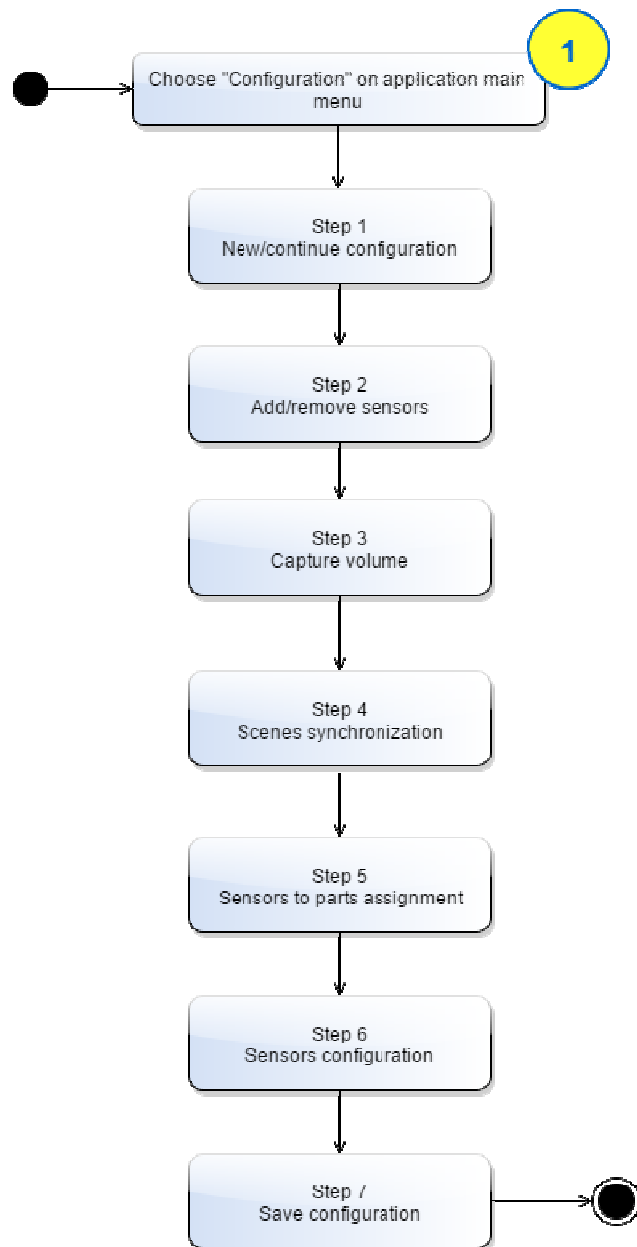 1
Choose "Configuration" on application main
menu
Step 1
New/continue configuration
Step 2
Add/remove sensors
Step 3
Capture volume
Step 4
Scenes synchronization
Step 5
Sensors to parts assignment
Step 6
Sensors configuration
Step 7
Save configuration